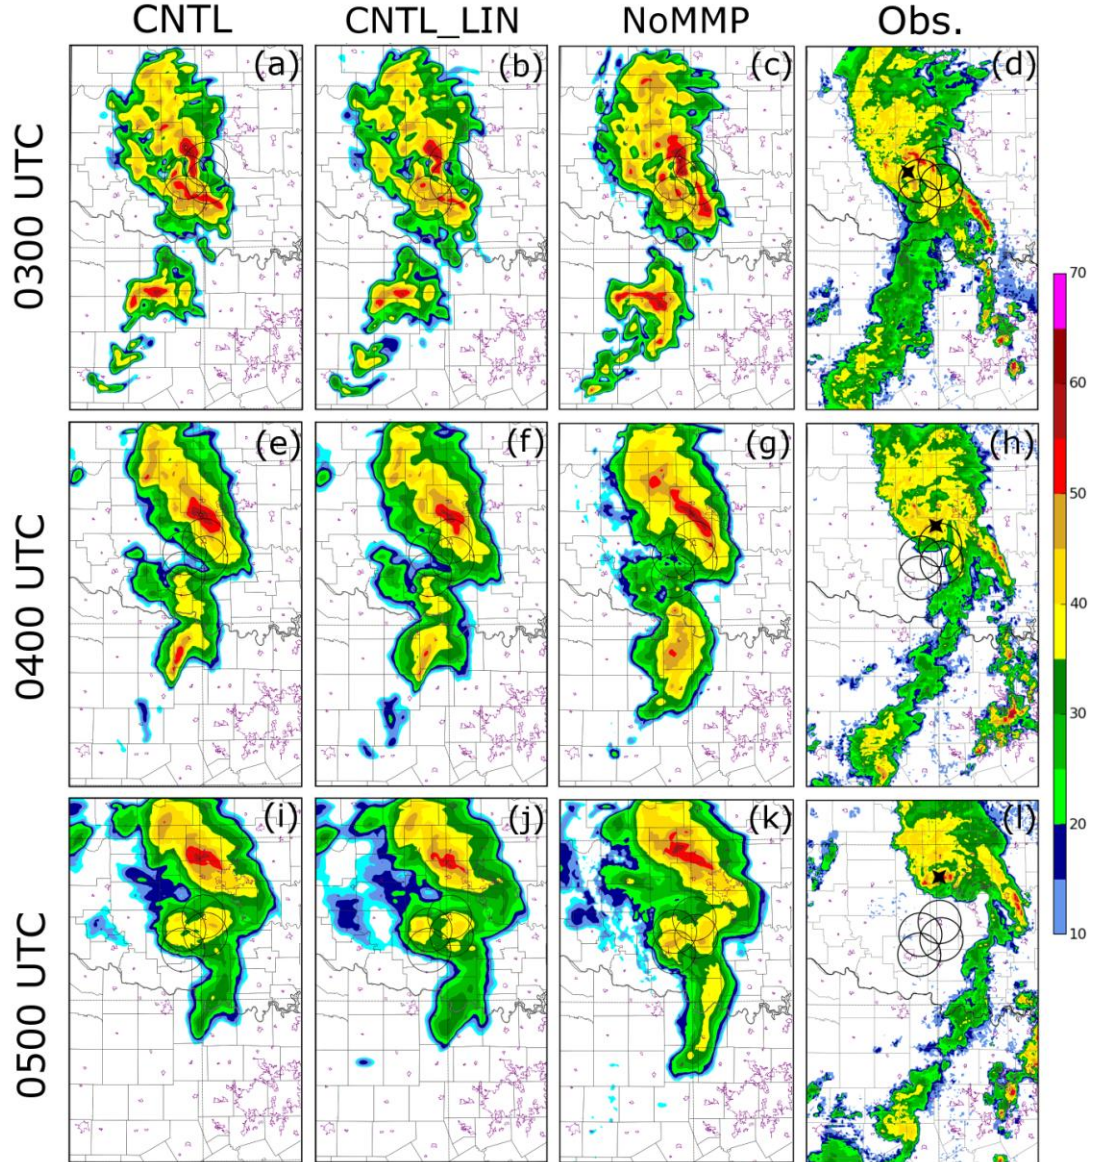 CNTL CNTL_LIN NoMMP Obs.
0300 UTC
(a) (b) (c) (d)
70
60
50
40
30
20
10
0400 UTC
(e) (f) (g) (h)
0500 UTC
(i) (j) (k) (l)